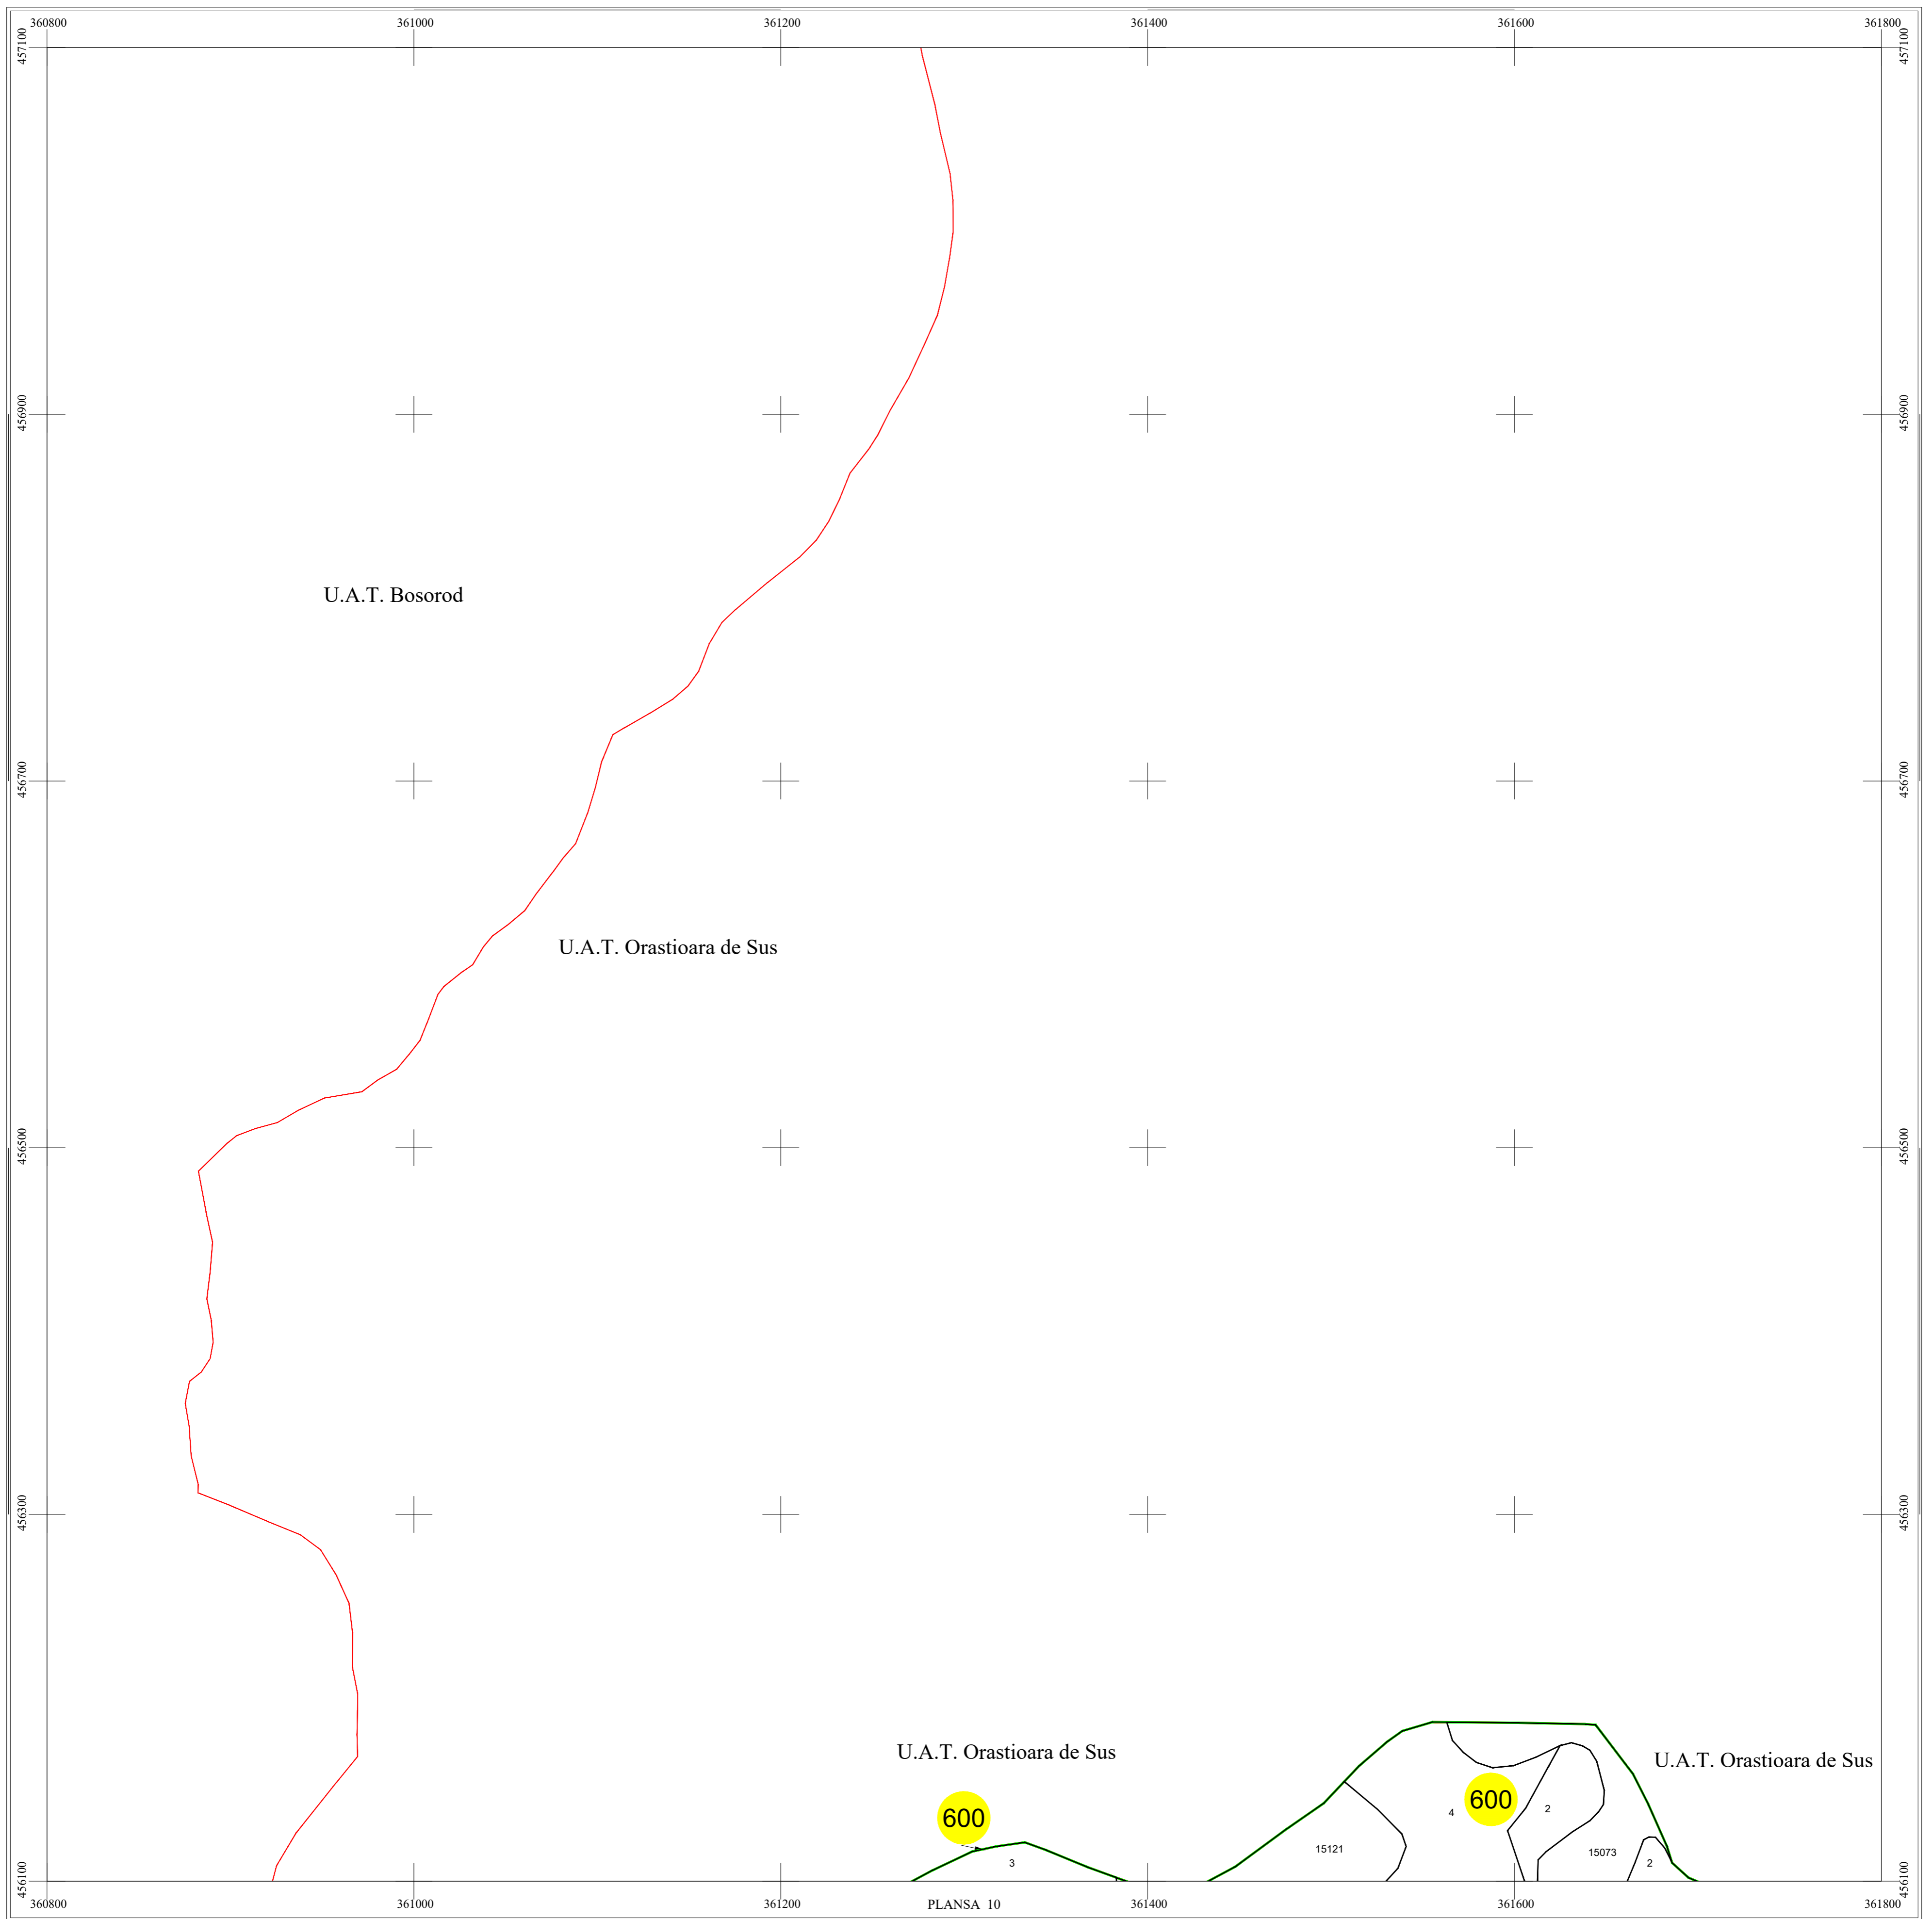 360800 361000 361200 361400 361600 361800
457100 457100
456900 456900
U.A.T. Bosorod
456700 456700
U.A.T. Orastioara de Sus
456500 456500
456300 456300
U.A.T. Orastioara de Sus
U.A.T. Orastioara de Sus
600
600
4
2
15121
15073
3
2
456100 456100
360800 361000 361200 PLANSA 10 361400 361600 361800